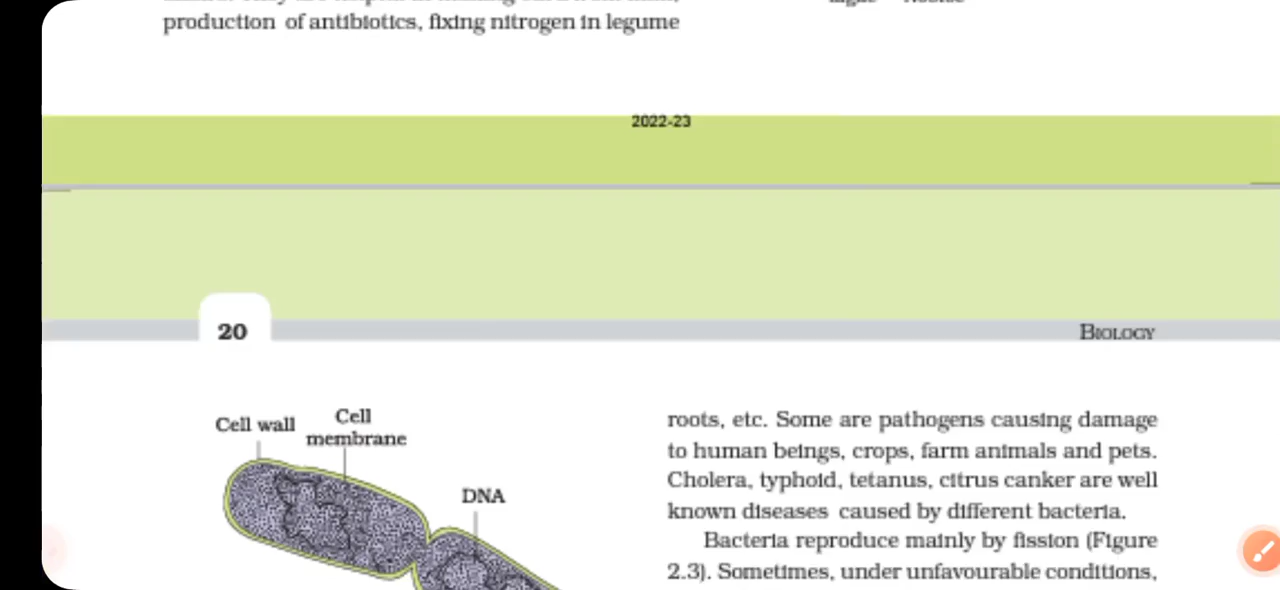 production of antibiotics, fixing nitrogen in legume
2022-23
20
BIOLOGY
Cell wall
Cell
membrane
DNA
roots, etc. Some are pathogens causing damage
to human beings, crops, farm animals and pets.
Cholera, typhoid, tetanus, citrus canker are well
known diseases caused by different bacteria.
Bacteria reproduce mainly by fission (Figure
2.3). Sometimes, under unfavourable conditions,